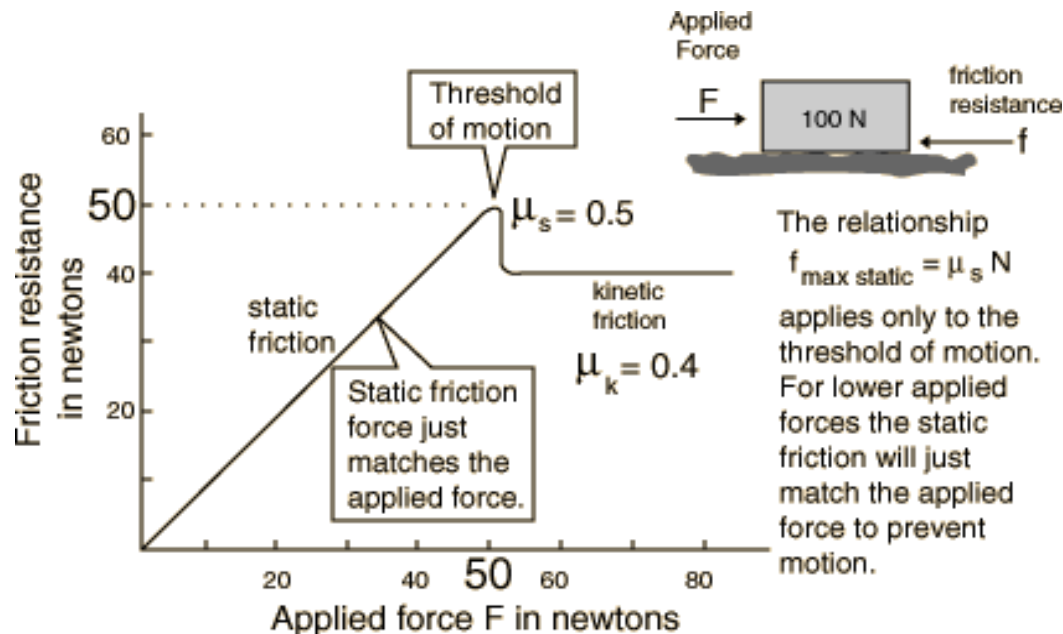 Applied
Force
F
100 N
friction
resistance
f
Threshold
of motion
Friction resistance
in newtons
60
50
40
20
μs = 0.5
static
friction
kinetic
friction
μk = 0.4
Static friction
force just
matches the
applied force.
20
40
50
60
80
Applied force F in newtons
The relationship
f max static = μs N
applies only to the
threshold of motion.
For lower applied
forces the static
friction will just
match the applied
force to prevent
motion.